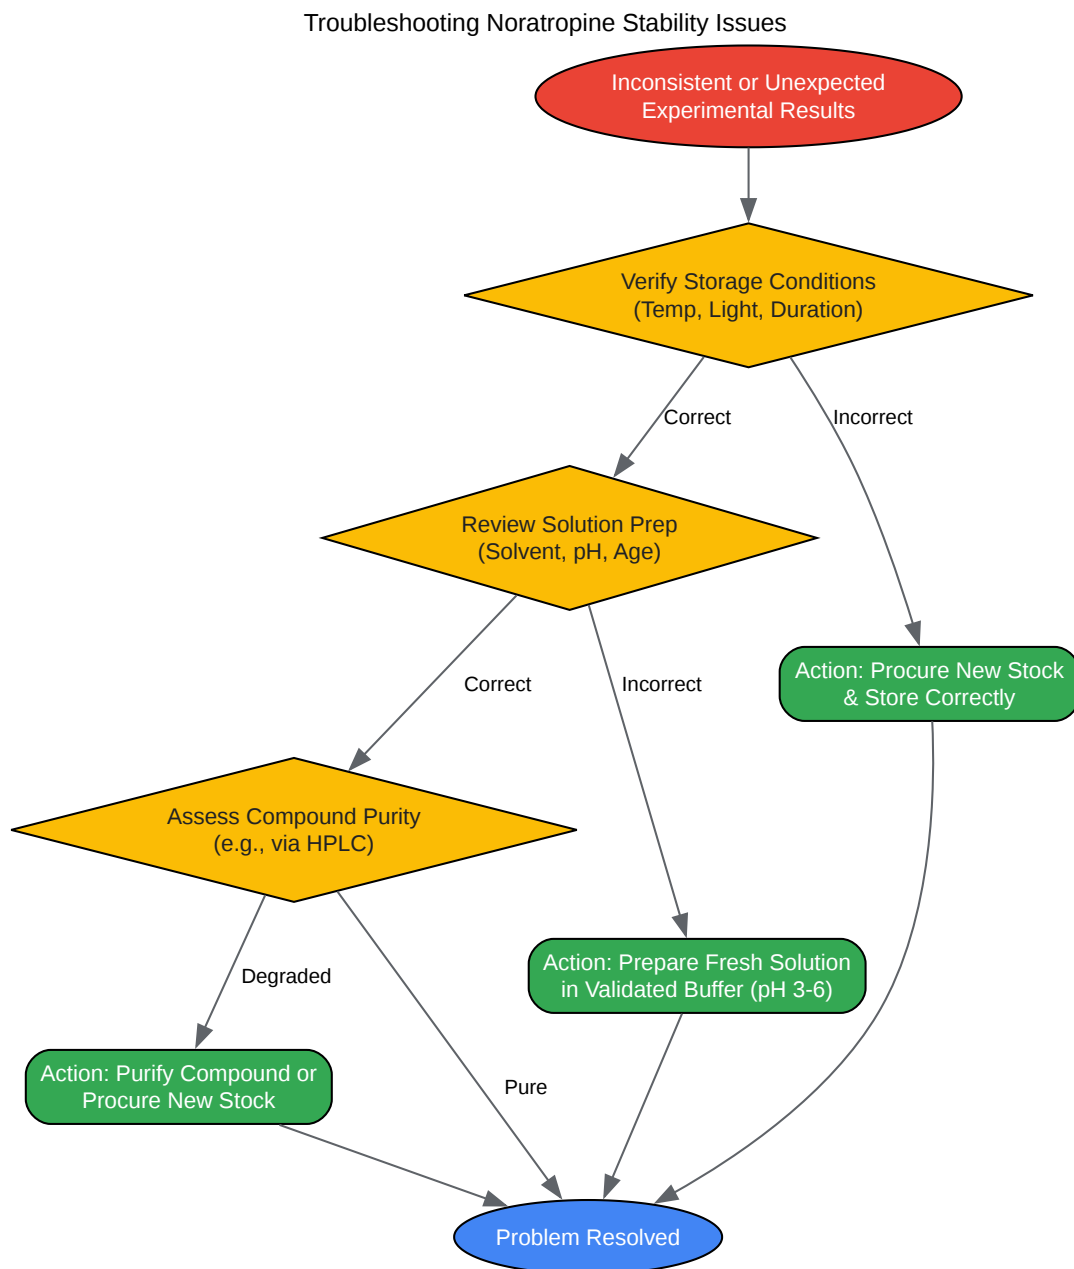 Troubleshooting Noratropine Stability Issues
Inconsistent or Unexpected
Experimental Results
Verify Storage Conditions
(Temp, Light, Duration)
Correct
Incorrect
Review Solution Prep
(Solvent, pH, Age)
Correct
Incorrect
Action: Procure New Stock
& Store Correctly
Assess Compound Purity
(e.g., via HPLC)
Degraded
Action: Prepare Fresh Solution
in Validated Buffer (pH 3-6)
Action: Purify Compound or
Procure New Stock
Pure
Problem Resolved